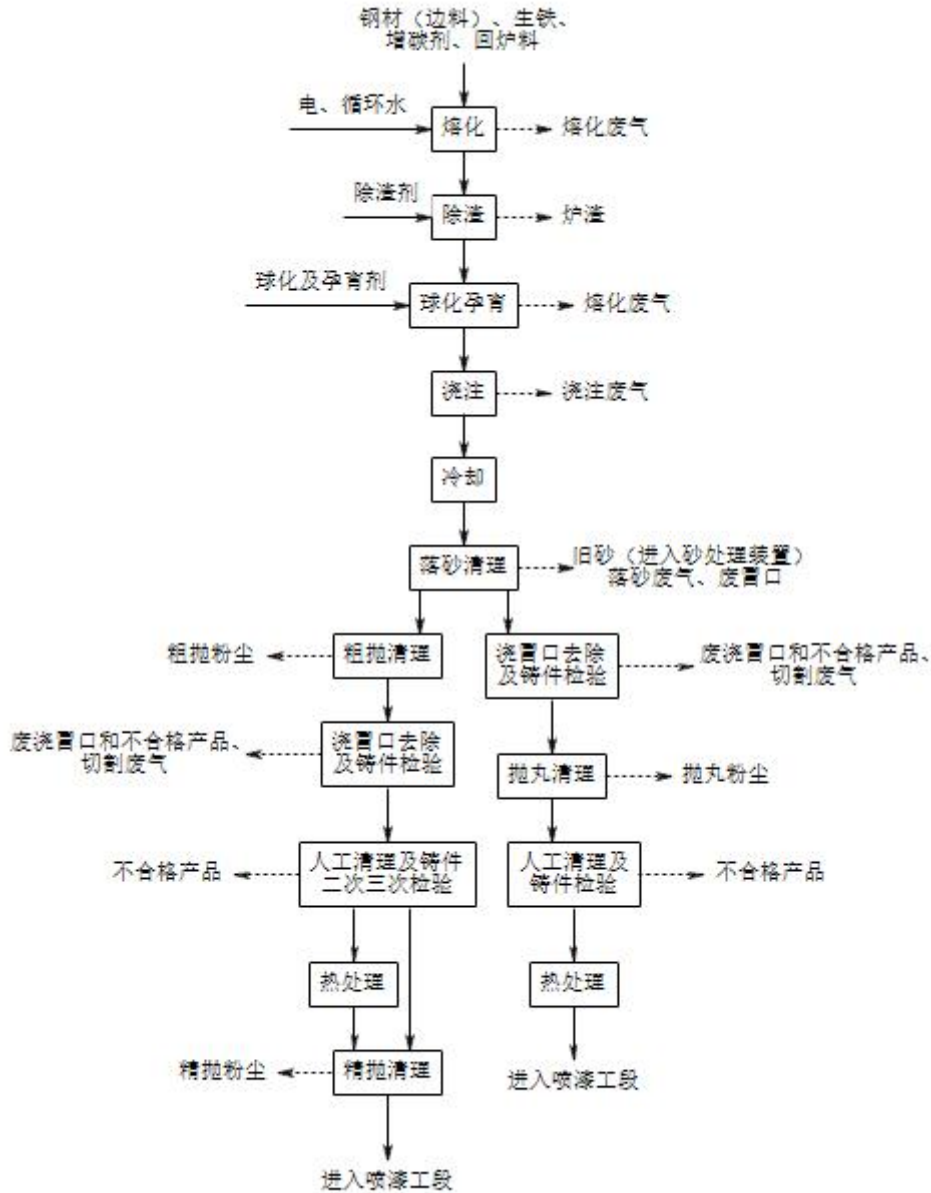 钢材（边料）、生铁、
增碳剂、回炉料
电、循环水
熔化
熔化废气
除渣剂
除渣
炉渣
球化及孕育剂
球化孕育
熔化废气
浇注
浇注废气
冷却
落砂清理
旧砂（进入砂处理装置）
落砂废气、废冒口
粗抛粉尘
粗抛清理
浇冒口去除
及铸件检验
废浇冒口和不合格产品、
切割废气
废浇冒口和不合格产品、
切割废气
浇冒口去除
及铸件检验
抛丸清理
抛丸粉尘
不合格产品
人工清理及铸件
二次三次检验
人工清理及
铸件检验
不合格产品
热处理
热处理
精抛粉尘
精抛清理
进入喷漆工段
进入喷漆工段